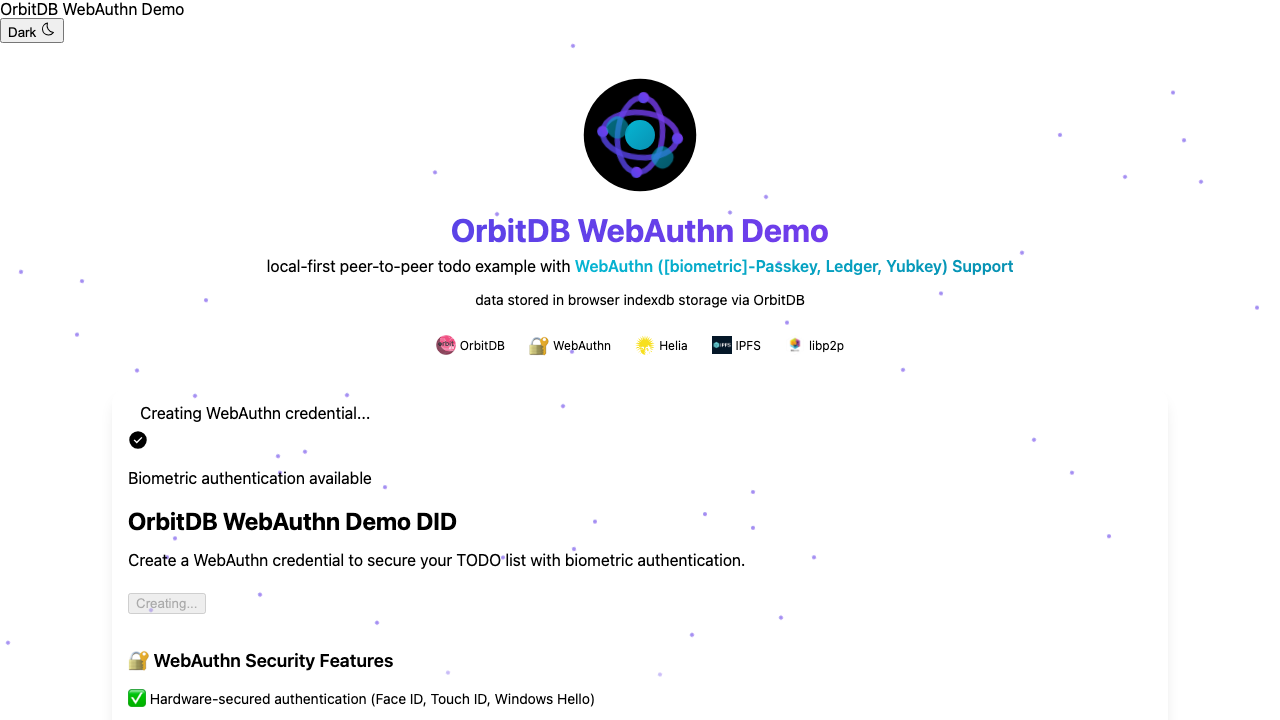 OrbitDB WebAuthn Demo
Dark
OrbitDB WebAuthn Demo
local-first peer-to-peer todo example with WebAuthn ([biometric]-Passkey, Ledger, Yubkey) Support
data stored in browser indexdb storage via OrbitDB
OrbitDB WebAuthn Helia IPFS libp2p
Creating WebAuthn credential...
Biometric authentication available
OrbitDB WebAuthn Demo DID
Create a WebAuthn credential to secure your TODO list with biometric authentication.
Creating...
🔐 WebAuthn Security Features
✅ Hardware-secured authentication (Face ID, Touch ID, Windows Hello)